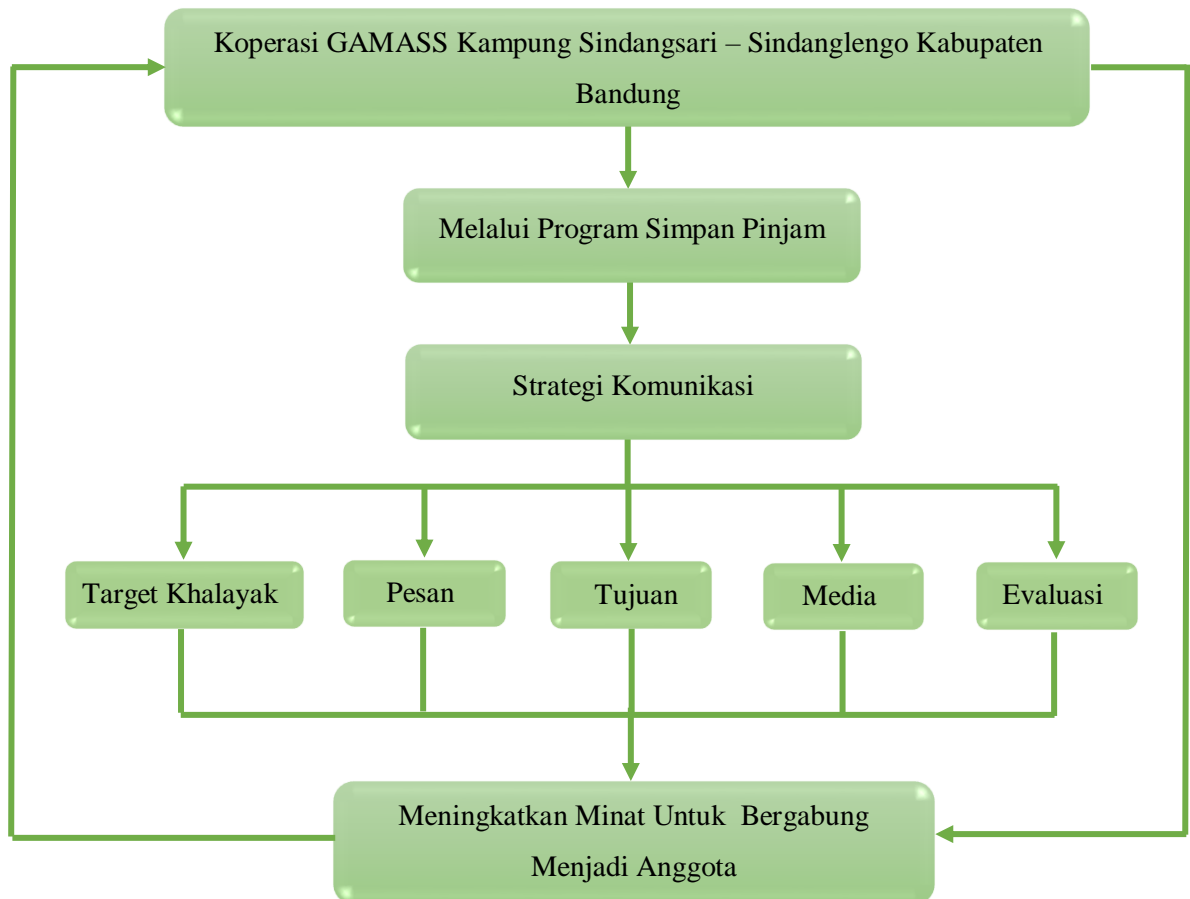 Koperasi GAMASS Kampung Sindangsari – Sindanglengo Kabupaten
Bandung
Melalui Program Simpan Pinjam
Strategi Komunikasi
Target Khalayak
Pesan
Tujuan
Media
Evaluasi
Meningkatkan Minat Untuk Bergabung
Menjadi Anggota